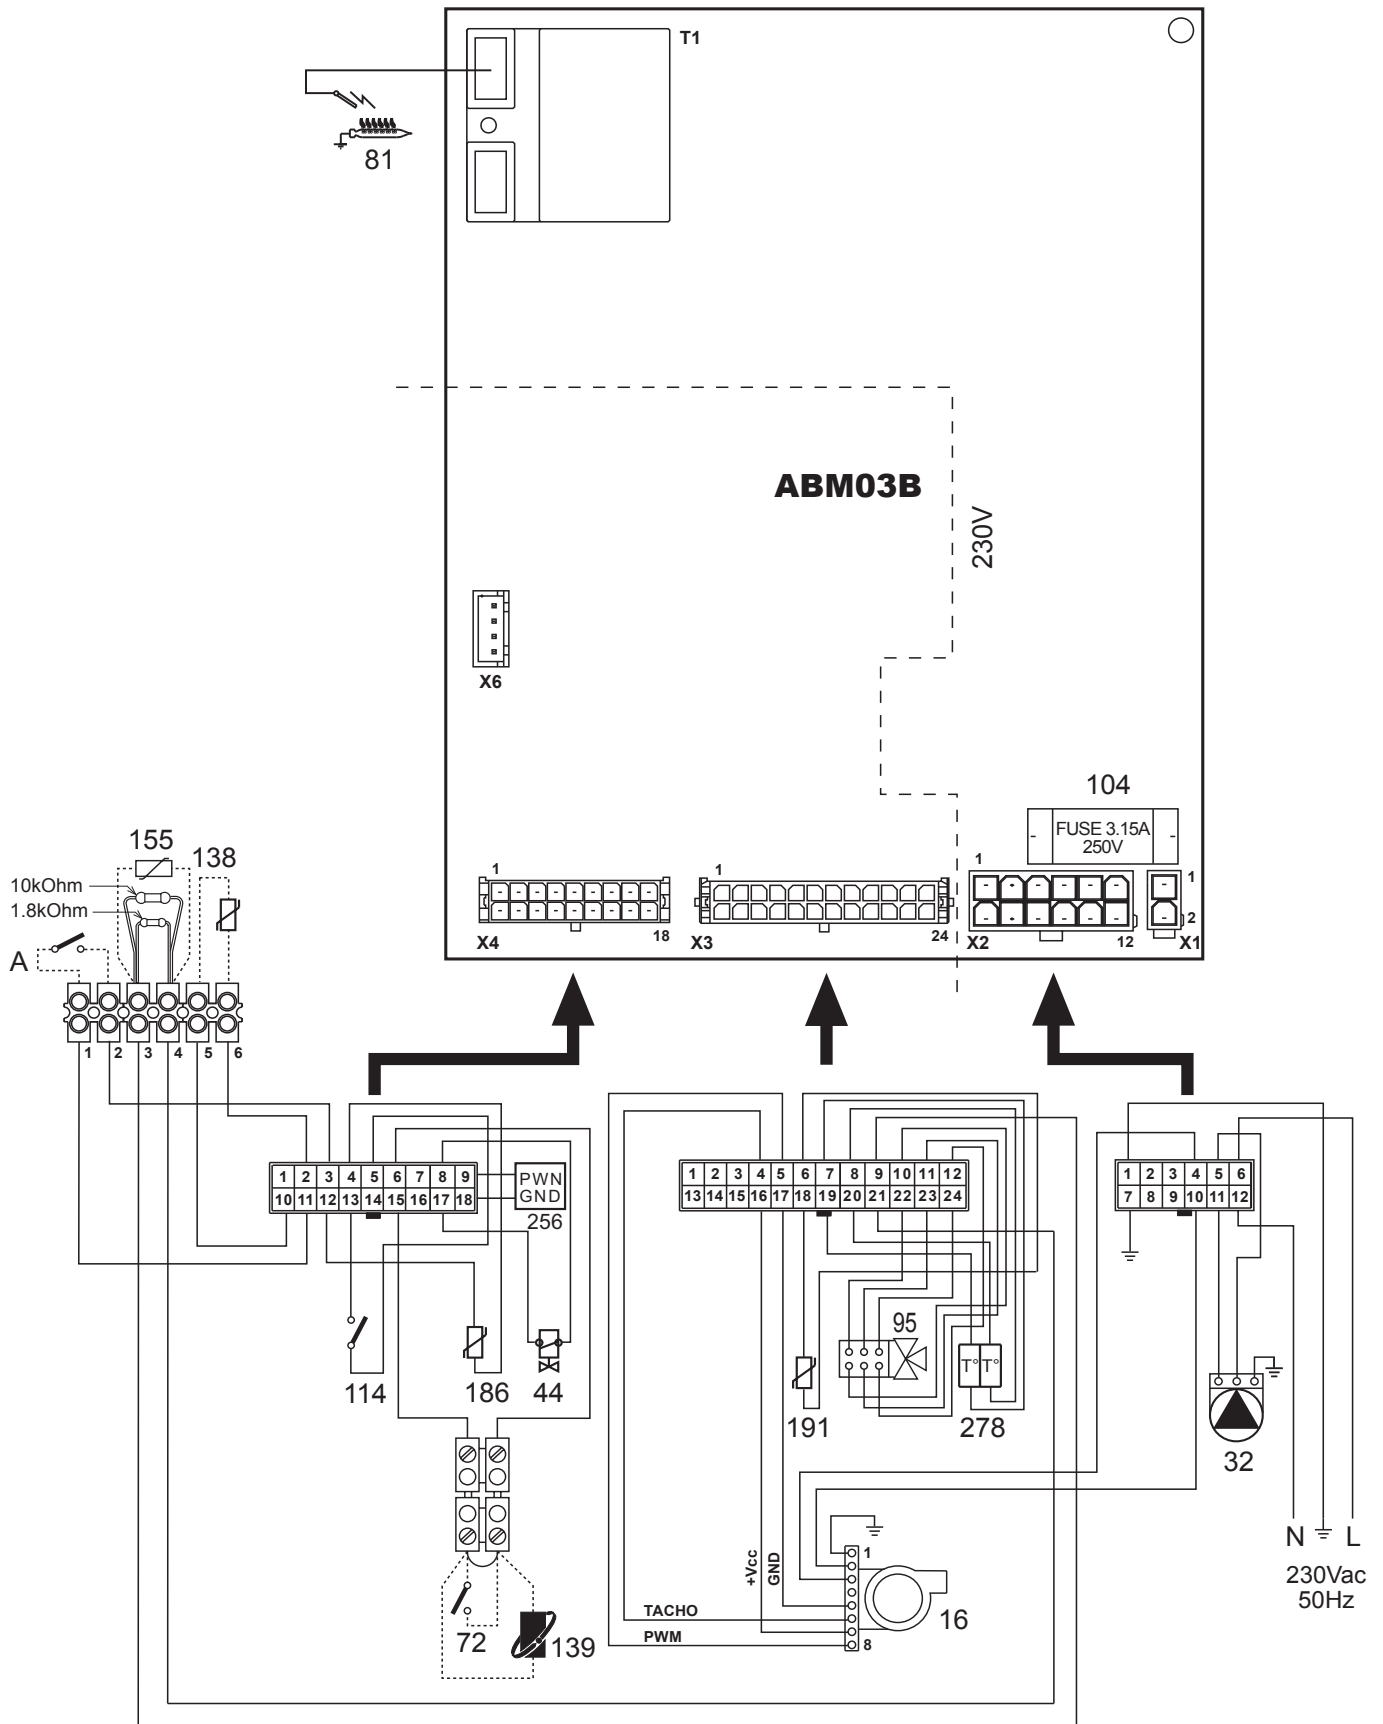 T1
81
ABM03B
230V
X6
104
FUSE 3.15A
250V
1
18
X4
1
24
X3
1
12
X2
1
2
X1
155
138
10kOhm
1.8kOhm
A
1 2 3 4 5 6
1 2 3 4 5 6 7 8 9
10 11 12 13 14 15 16 17 18
PWN
GND
256
1 2 3 4 5 6 7 8 9 10 11 12
13 14 15 16 17 18 19 20 21 22 23 24
1 2 3 4 5 6
7 8 9 10 11 12
114
186
44
191
95
T° T°
278
32
N L
230Vac
50Hz
+Vcc
GND
TACHO
PWM
1
8
16
72
139